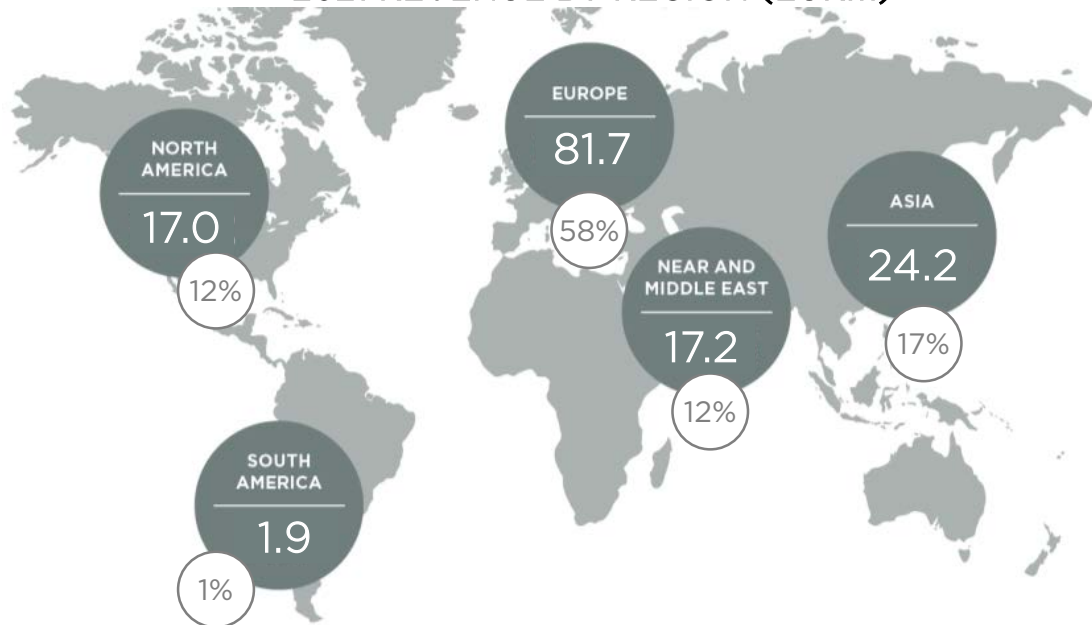 EUROPE
81.7
58%
NORTH
AMERICA
17.0
12%
ASIA
24.2
17%
NEAR AND
MIDDLE EAST
17.2
12%
SOUTH
AMERICA
1.9
1%